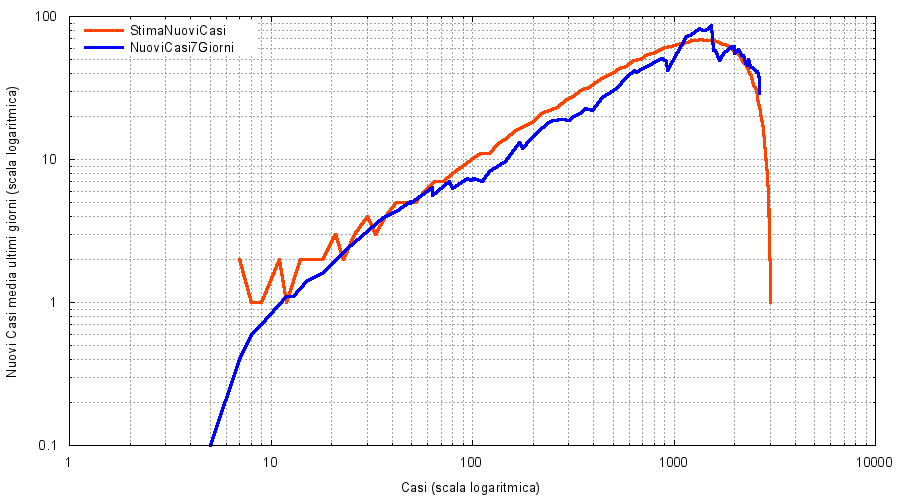 100
StimaNuoviCasi
NuoviCasi7Giorni
10
1
0.1
Nuovi Casi media ultimi giorni (scala logaritmica)
1
10
100
1000
10000
Casi (scala logaritmica)